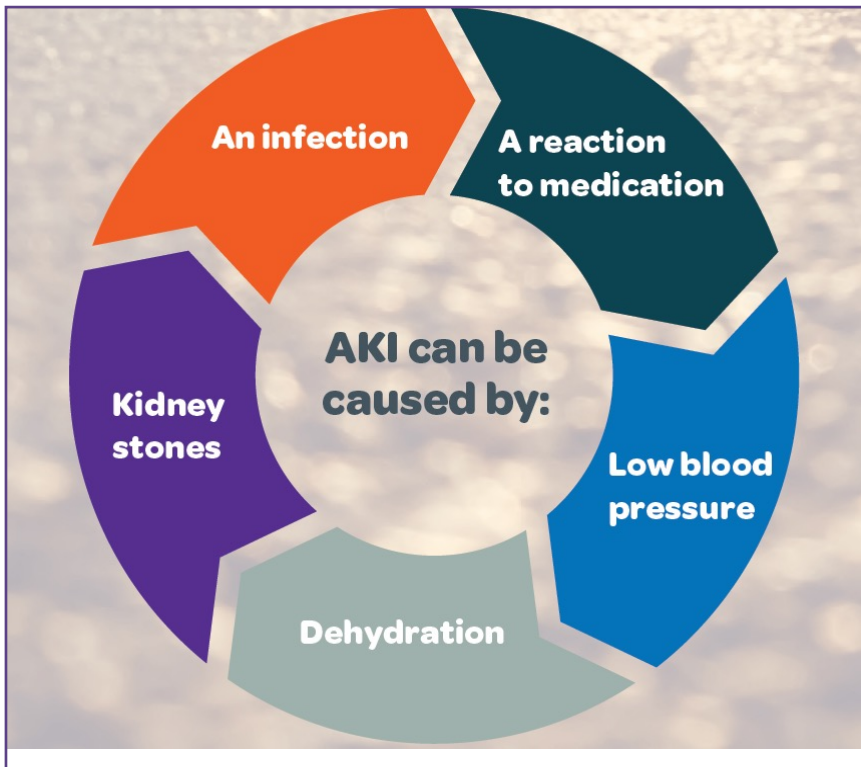 AKI can be
caused by:
An infection
A reaction
to medication
Low blood
pressure
Dehydration
Kidney
stones